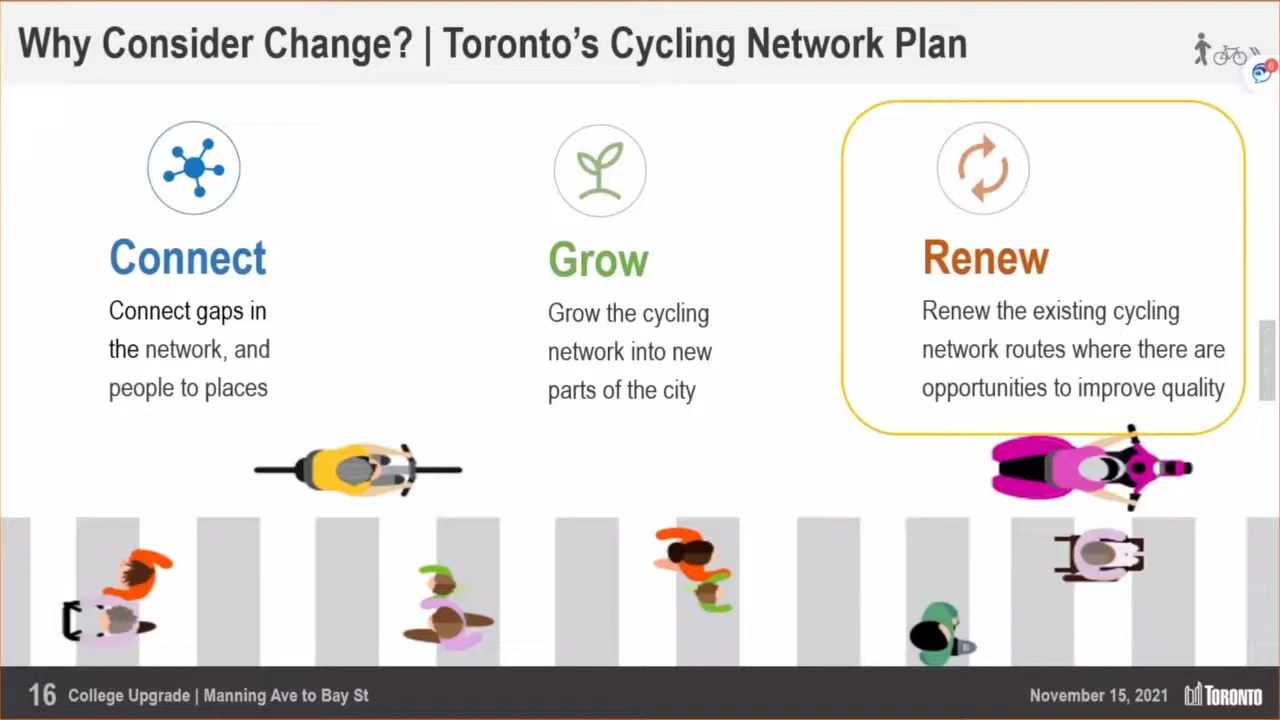 Why Consider Change? | Toronto's Cycling Network Plan
6
Connect
Connect gaps in
the network, and
people to places
Grow
Grow the cycling
network into new
parts of the city
Renew
Renew the existing cycling
network routes where there are
opportunities to improve quality
16 College Upgrade | Manning Ave to Bay St
November 15, 2021 TORONTO